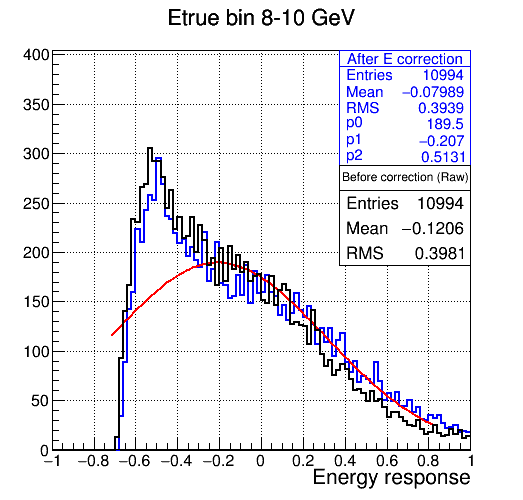 Etrue bin 8-10 GeV
After E correction
Entries 10994
Mean −0.07989
RMS 0.3939
p0 189.5
p1 −0.207
p2 0.5131
Before correction (Raw)
Entries 10994
Mean −0.1206
RMS 0.3981
400
350
300
250
200
150
100
50
0
−1 −0.8 −0.6 −0.4 −0.2 0 0.2 0.4 0.6 0.8 1
Energy response